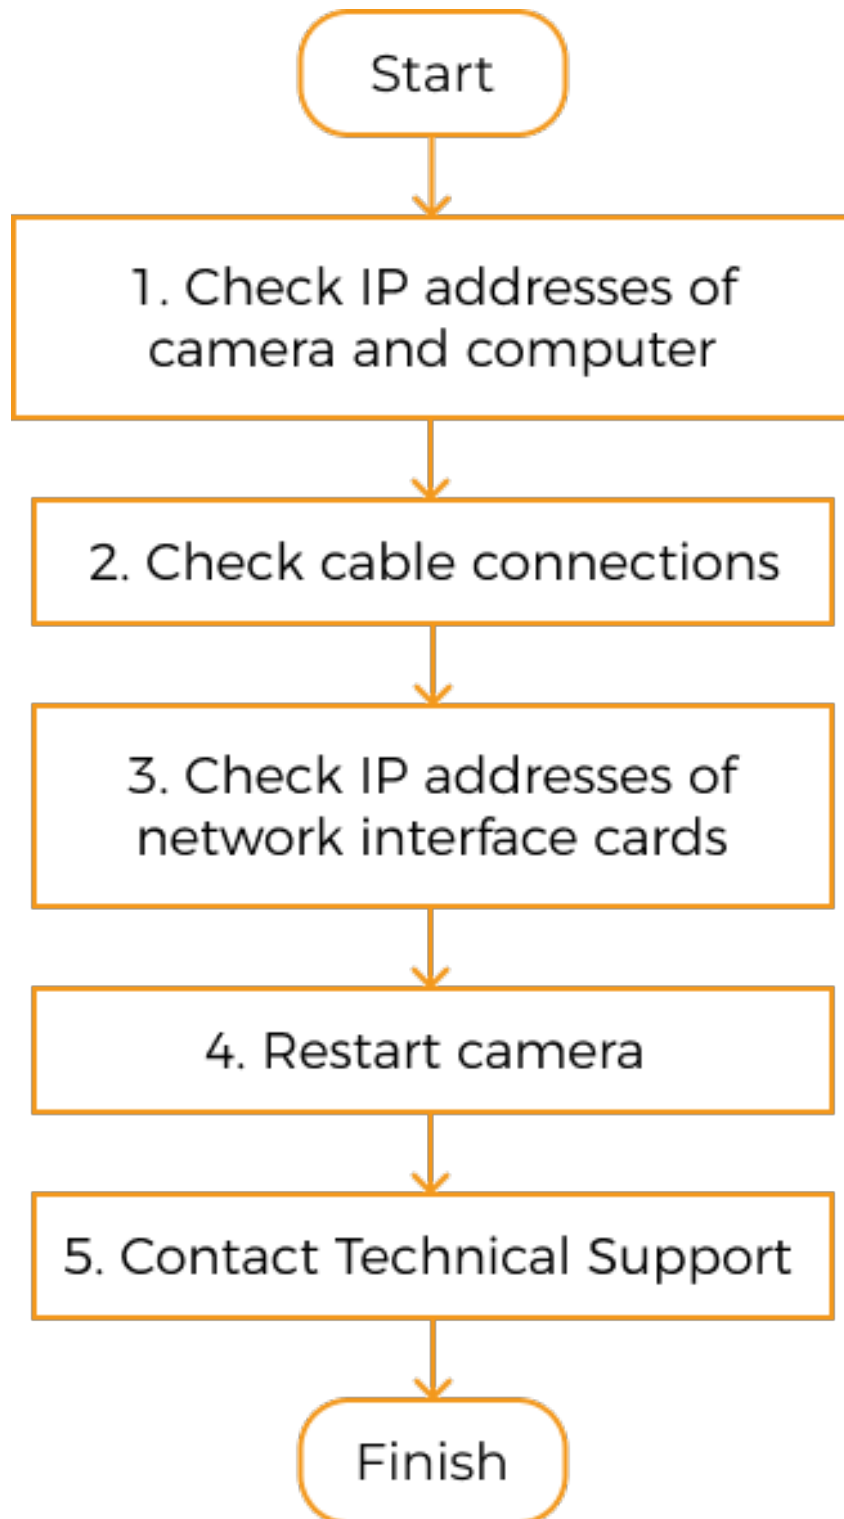 Start
1. Check IP addresses of
camera and computer
2. Check cable connections
3. Check IP addresses of
network interface cards
4. Restart camera
5. Contact Technical Support
Finish